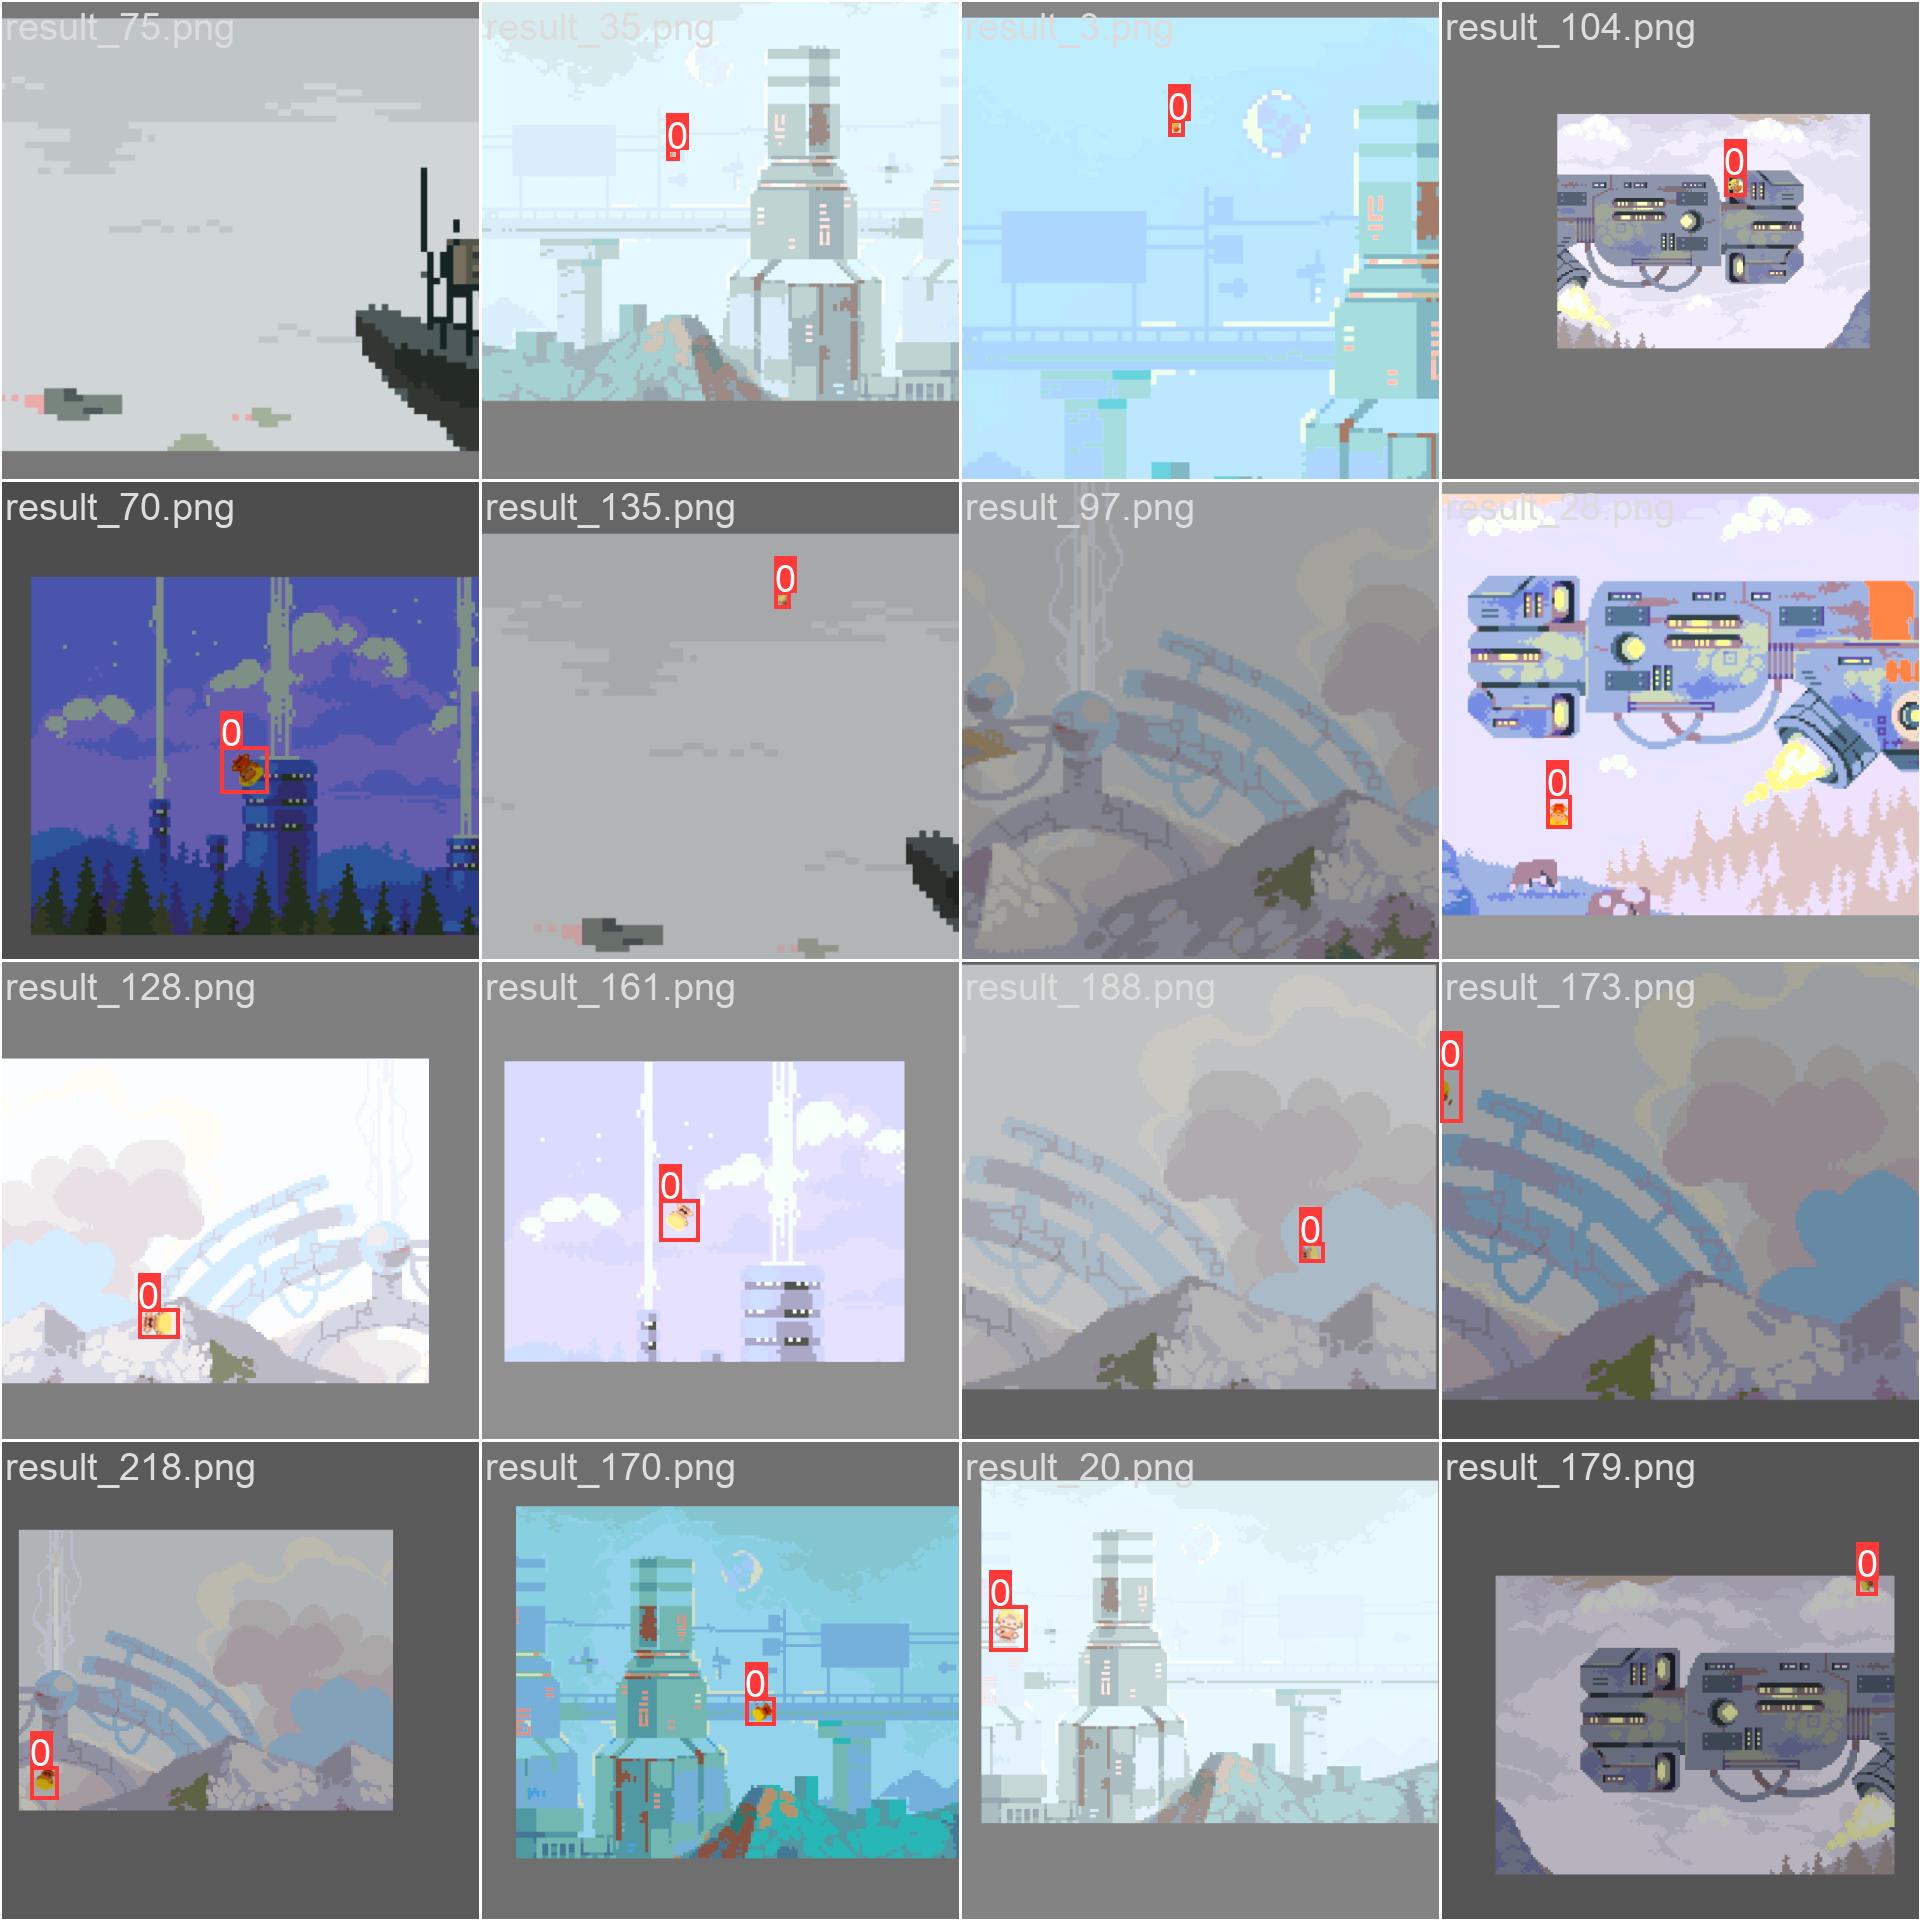 result_75.png
result_35.png
0
result_3.png
0
result_104.png
0
result_70.png
0
result_135.png
0
result_97.png
result_28.png
0
result_128.png
0
result_161.png
0
result_188.png
0
result_173.png
0
result_218.png
0
result_170.png
0
result_20.png
0
result_179.png
0